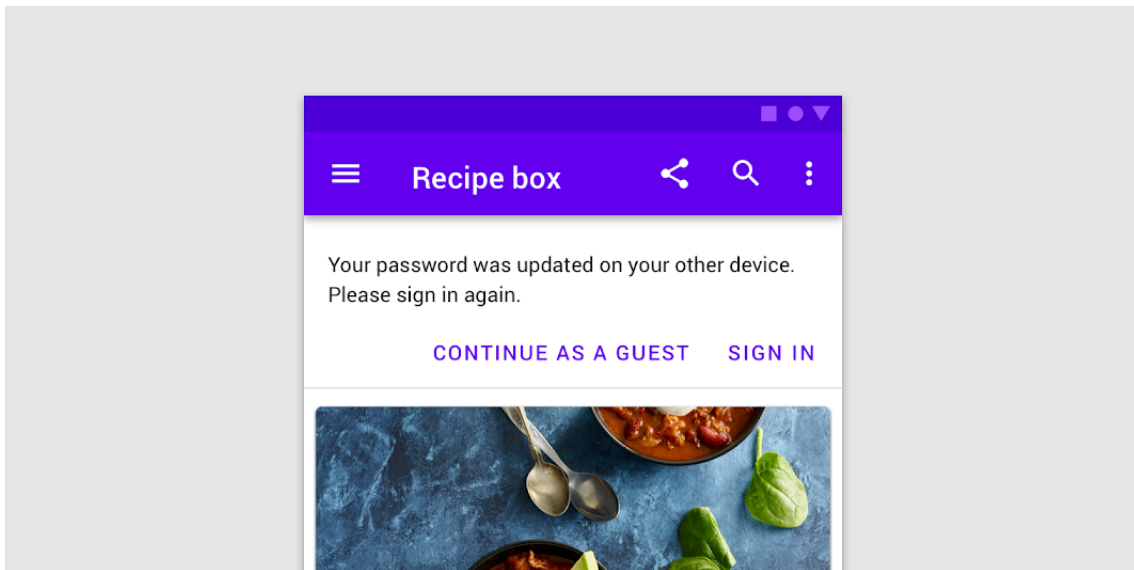 Recipe box
Your password was updated on your other device.
Please sign in again.
CONTINUE AS A GUEST SIGN IN